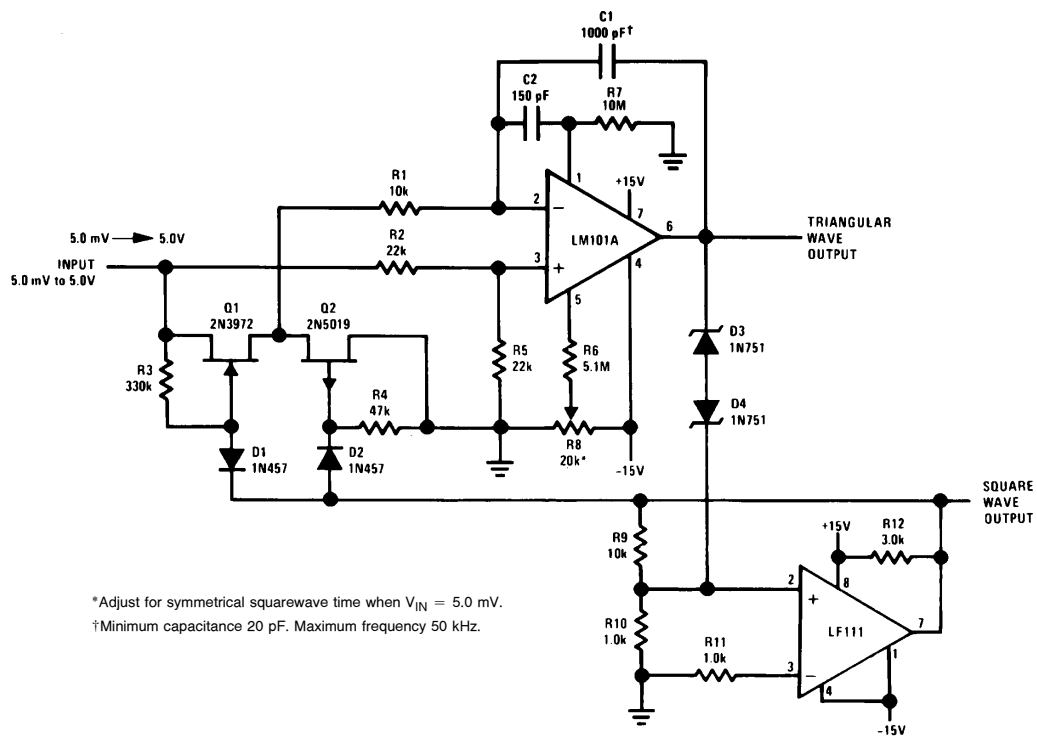 C1
1000 pF†
C2
150 pF
R7
10M
R1
10k
1
+15V
2
−
7
5.0 mV → 5.0V
R2
22k
LM101A
6
TRIANGULAR
WAVE
OUTPUT
INPUT
5.0 mV to 5.0V
3
+
4
5
Q1
2N3972
Q2
2N5019
D3
1N751
R3
330k
R5
22k
R6
5.1M
R4
47k
D4
1N751
D1
1N457
D2
1N457
R8
20k*
−15V
SQUARE
WAVE
OUTPUT
+15V
R12
3.0k
R9
10k
2
+
8
*Adjust for symmetrical squarewave time when VIN = 5.0 mV.
†Minimum capacitance 20 pF. Maximum frequency 50 kHz.
R10
1.0k
LF111
7
R11
1.0k
3
−
1
4
−15V